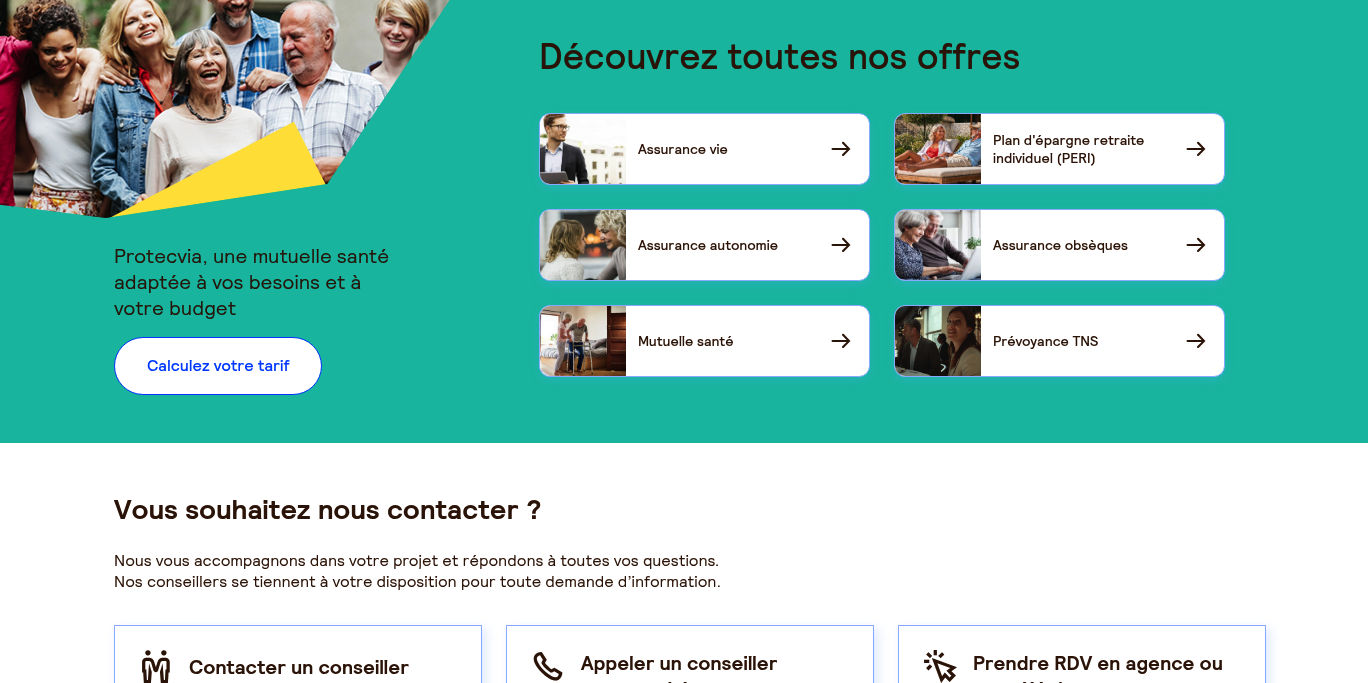 Découvrez toutes nos offres
Assurance vie
Plan d'épargne retraite
individuel (PERI)
Assurance autonomie
Assurance obsèques
Mutuelle santé
Prévoyance TNS
Protecvia, une mutuelle santé
adaptée à vos besoins et à
votre budget
Calculez votre tarif
Vous souhaitez nous contacter ?
Nous vous accompagnons dans votre projet et répondons à toutes vos questions.
Nos conseillers se tiennent à votre disposition pour toute demande d’information.
Contacter un conseiller
Appeler un conseiller
Prendre RDV en agence ou